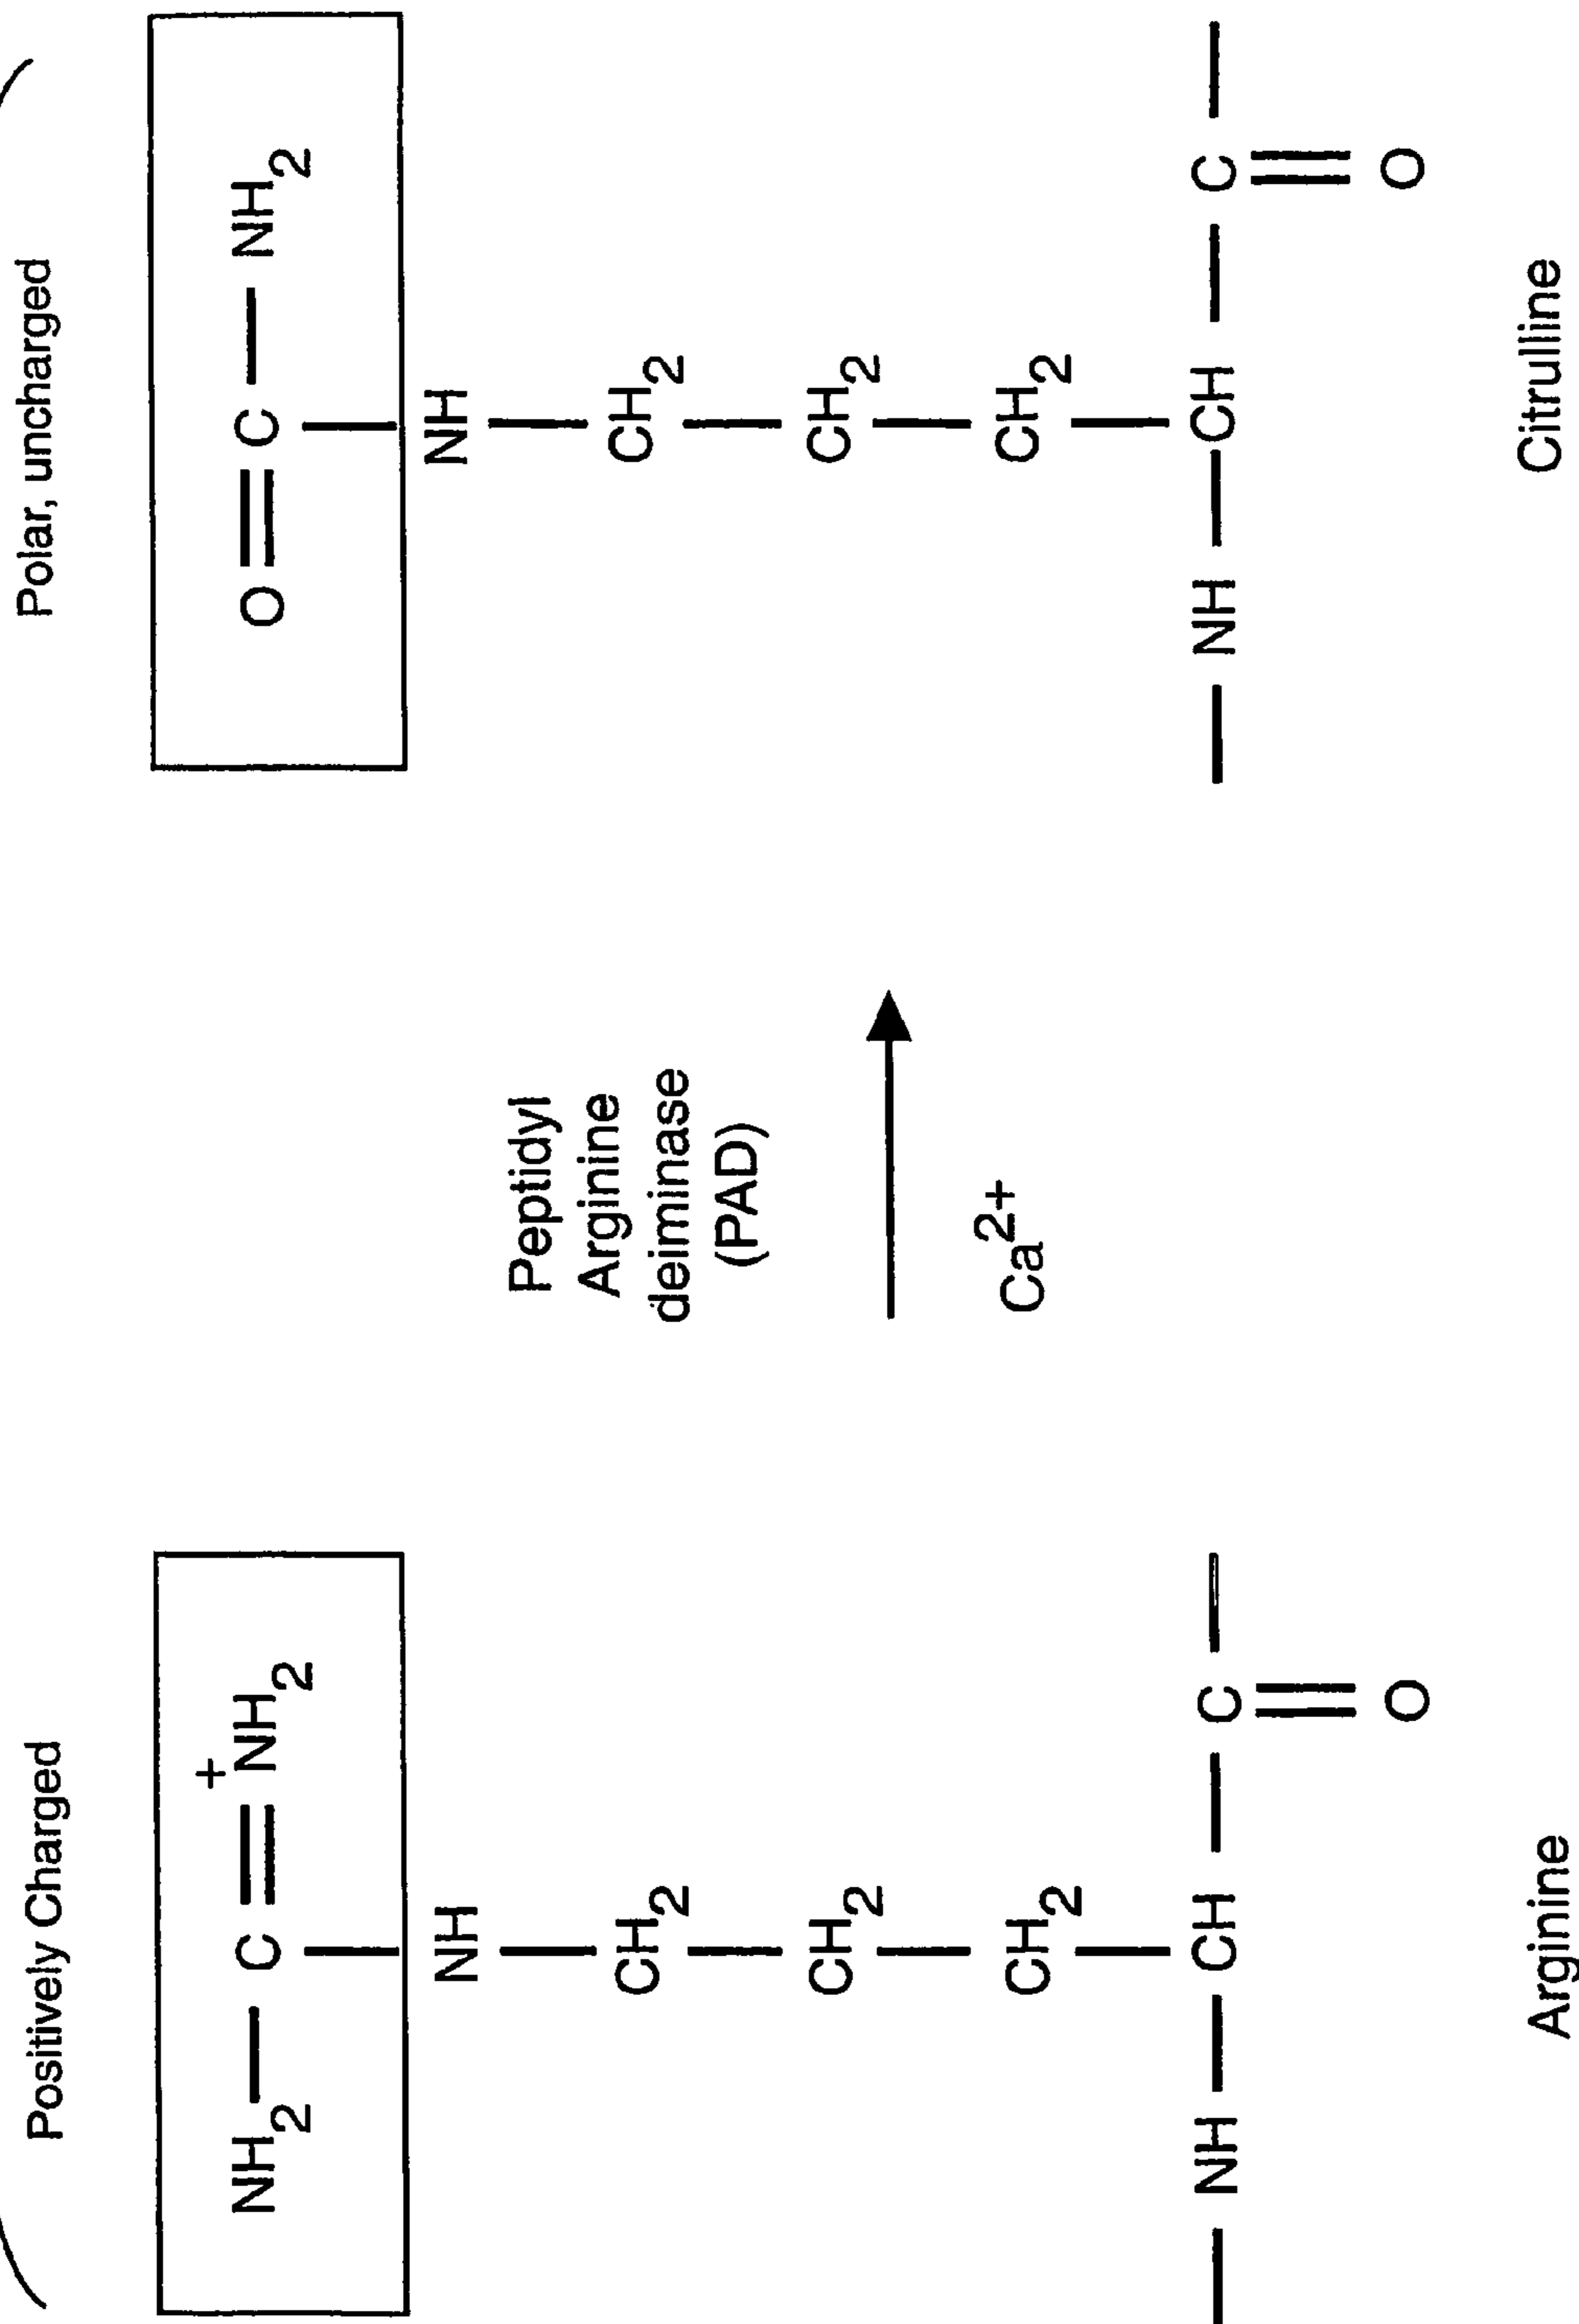 Positively Charged
NH2 — C = NH2+
NH
CH2
CH2
CH2
— NH — CH — C —
O
Arginine
Peptidyl
Arginine
deiminase
(PAD)
Ca2+
Polar, uncharged
O = C — NH2
NH
CH2
CH2
CH2
— NH — CH — C —
O
Citrulline